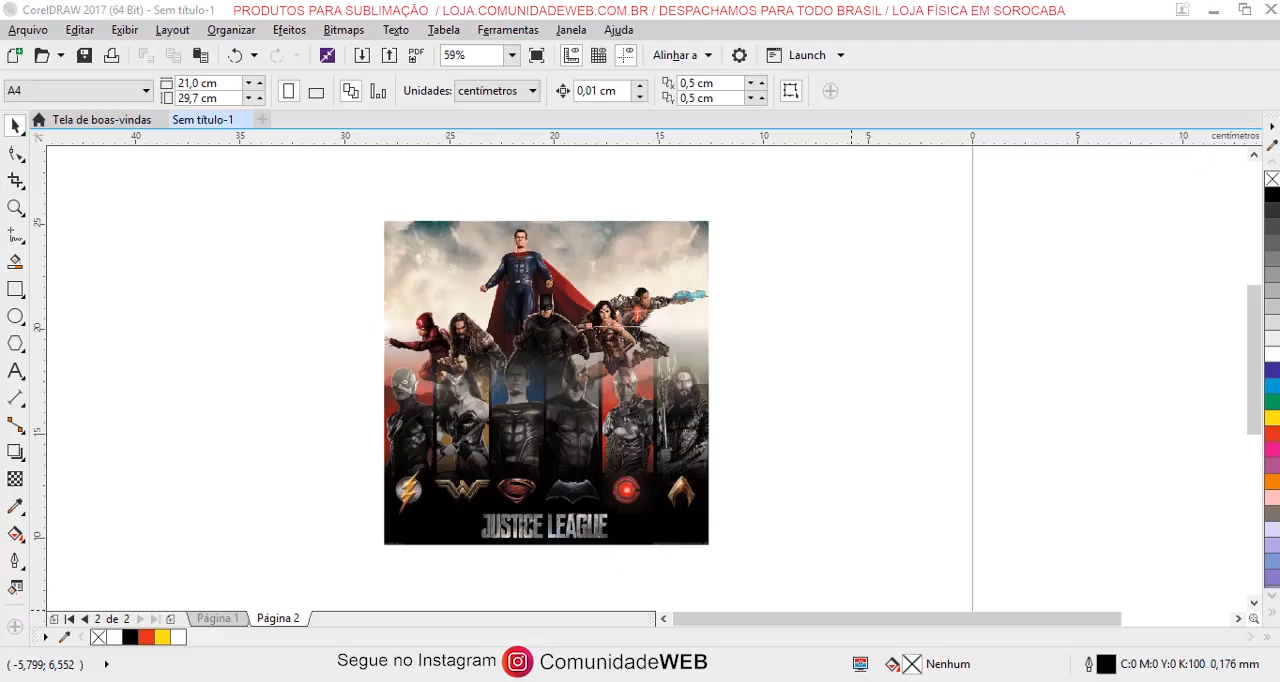 CorelDRAW 2017 (64 Bit) - Sem título-1
PRODUTOS PARA SUBLIMAÇÃO / LOJA.COMUNIDADEWEB.COM.BR / DESPACHAMOS PARA TODO BRASIL / LOJA FÍSICA EM SOROCABA
Arquivo Editar Exibir Layout Organizar Efeitos Bitmaps Texto Tabela Ferramentas Janela Ajuda
PDF 59% Alinhar a Launch
A4 21,0 cm 29,7 cm Unidades: centímetros 0,01 cm 0,5 cm 0,5 cm
Tela de boas-vindas Sem título-1
40 35 30 25 20 15 10 5 0 5 10 centímetros
25
20
15
10
JUSTICE LEAGUE
2 de 2 Página 1 Página 2
( -5,799; 6,552 ) Segue no Instagram ComunidadeWEB Nenhum C:0 M:0 Y:0 K:100 0,176 mm